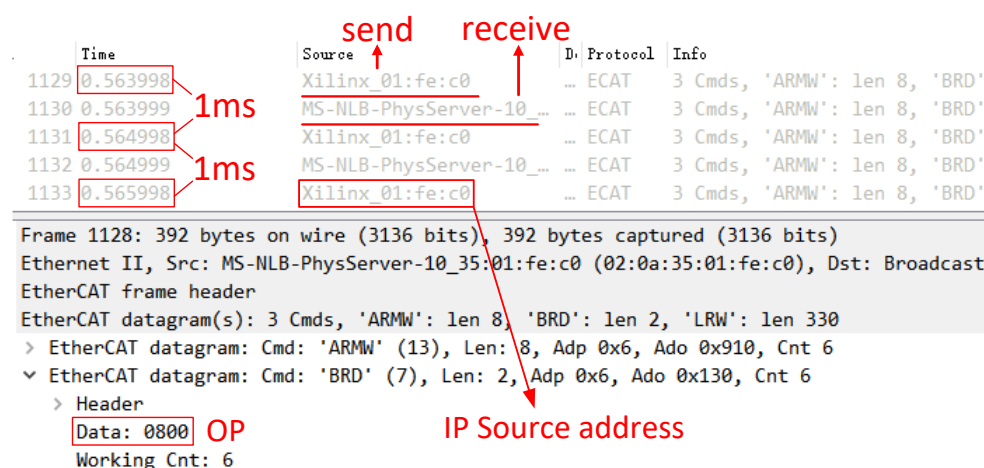 send receive
Time Source D. Protocol Info
1129 0.563998 Xilinx_01:fe:c0 … ECAT 3 Cmds, 'ARMW': len 8, 'BRD'
1130 0.563999 MS-NLB-PhysServer-10_… … ECAT 3 Cmds, 'ARMW': len 8, 'BRD'
1ms
1131 0.564998 Xilinx_01:fe:c0 … ECAT 3 Cmds, 'ARMW': len 8, 'BRD'
1132 0.564999 MS-NLB-PhysServer-10_… … ECAT 3 Cmds, 'ARMW': len 8, 'BRD'
1ms
1133 0.565998 Xilinx_01:fe:c0 … ECAT 3 Cmds, 'ARMW': len 8, 'BRD'
Frame 1128: 392 bytes on wire (3136 bits), 392 bytes captured (3136 bits)
Ethernet II, Src: MS-NLB-PhysServer-10_35:01:fe:c0 (02:0a:35:01:fe:c0), Dst: Broadcast
EtherCAT frame header
EtherCAT datagram(s): 3 Cmds, 'ARMW': len 8, 'BRD': len 2, 'LRW': len 330
> EtherCAT datagram: Cmd: 'ARMW' (13), Len: 8, Adp 0x6, Ado 0x910, Cnt 6
EtherCAT datagram: Cmd: 'BRD' (7), Len: 2, Adp 0x6, Ado 0x130, Cnt 6
> Header
Data: 0800 OP IP Source address
Working Cnt: 6